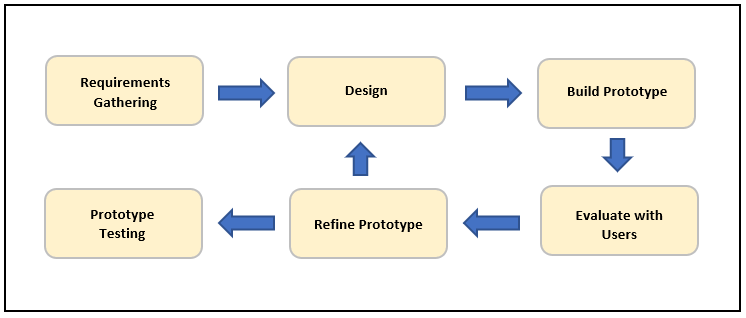 Requirements
Gathering
Design
Build Prototype
Prototype
Testing
Refine Prototype
Evaluate with
Users